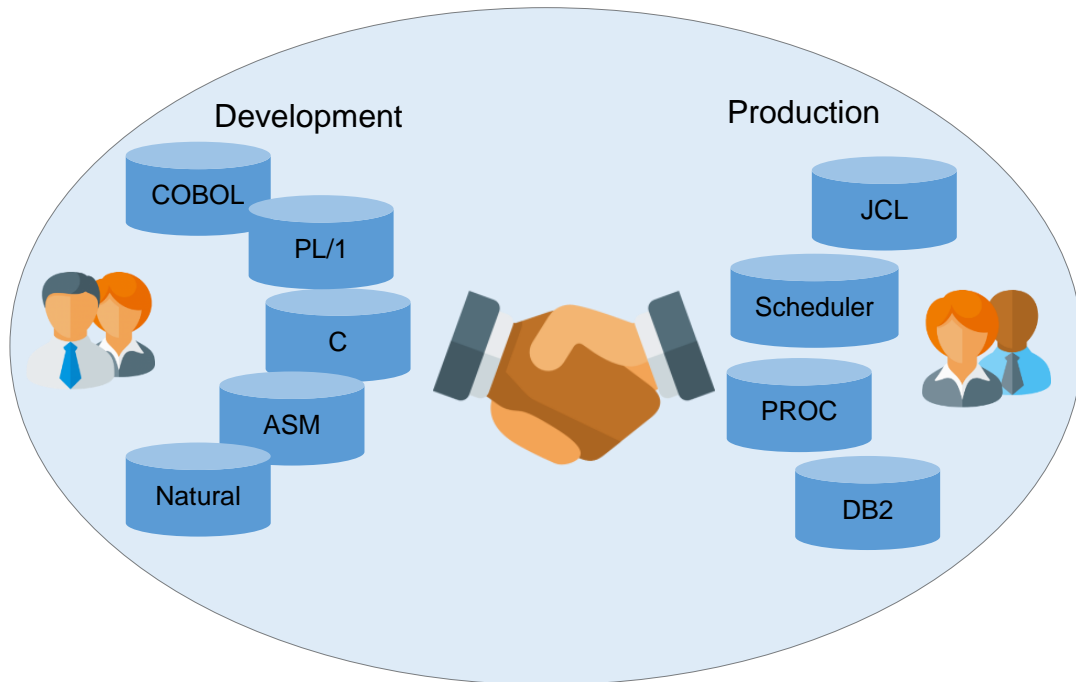 Development
COBOL
PL/1
C
ASM
Natural
Production
JCL
Scheduler
PROC
DB2